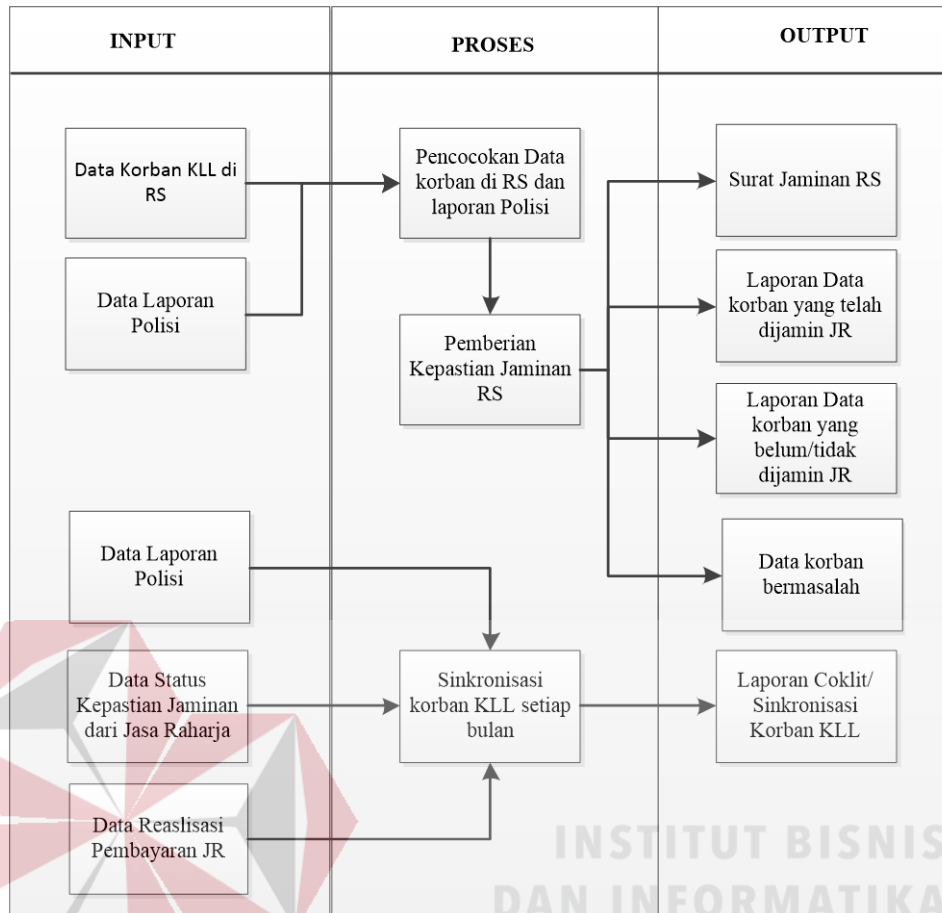 INPUT
PROSES
OUTPUT
Data Korban KLL di
RS
Data Laporan
Polisi
Pencocokan Data
korban di RS dan
laporan Polisi
Pemberian
Kepastian Jaminan
RS
Surat Jaminan RS
Laporan Data
korban yang telah
dijamin JR
Laporan Data
korban yang
belum/tidak
dijamin JR
Data korban
bermasalah
Data Laporan
Polisi
Data Status
Kepastian Jaminan
dari Jasa Raharja
Data Reaslisasi
Pembayaran JR
Sinkronisasi
korban KLL setiap
bulan
Laporan Coklit/
Sinkronisasi
Korban KLL
INSTITUT BISNIS
DAN INFORMATIKA